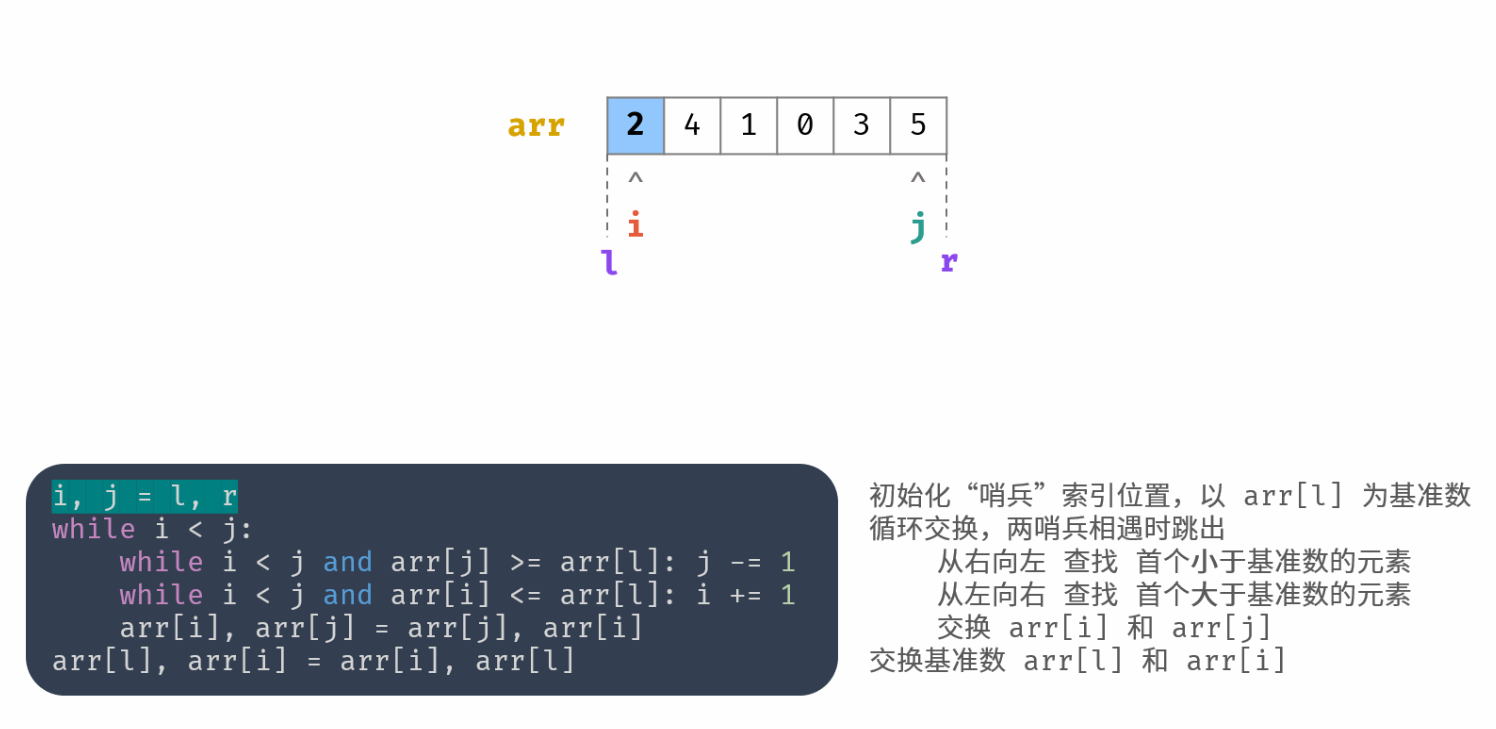 arr 2 4 1 0 3 5
^ ^
i j
l r
i, j = l, r
while i < j:
    while i < j and arr[j] >= arr[l]: j -= 1
    while i < j and arr[i] <= arr[l]: i += 1
    arr[i], arr[j] = arr[j], arr[i]
arr[l], arr[i] = arr[i], arr[l]
初始化“哨兵”索引位置，以 arr[l] 为基准数
循环交换，两哨兵相遇时跳出
    从右向左 查找 首个小于基准数的元素
    从左向右 查找 首个大于基准数的元素
    交换 arr[i] 和 arr[j]
交换基准数 arr[l] 和 arr[i]